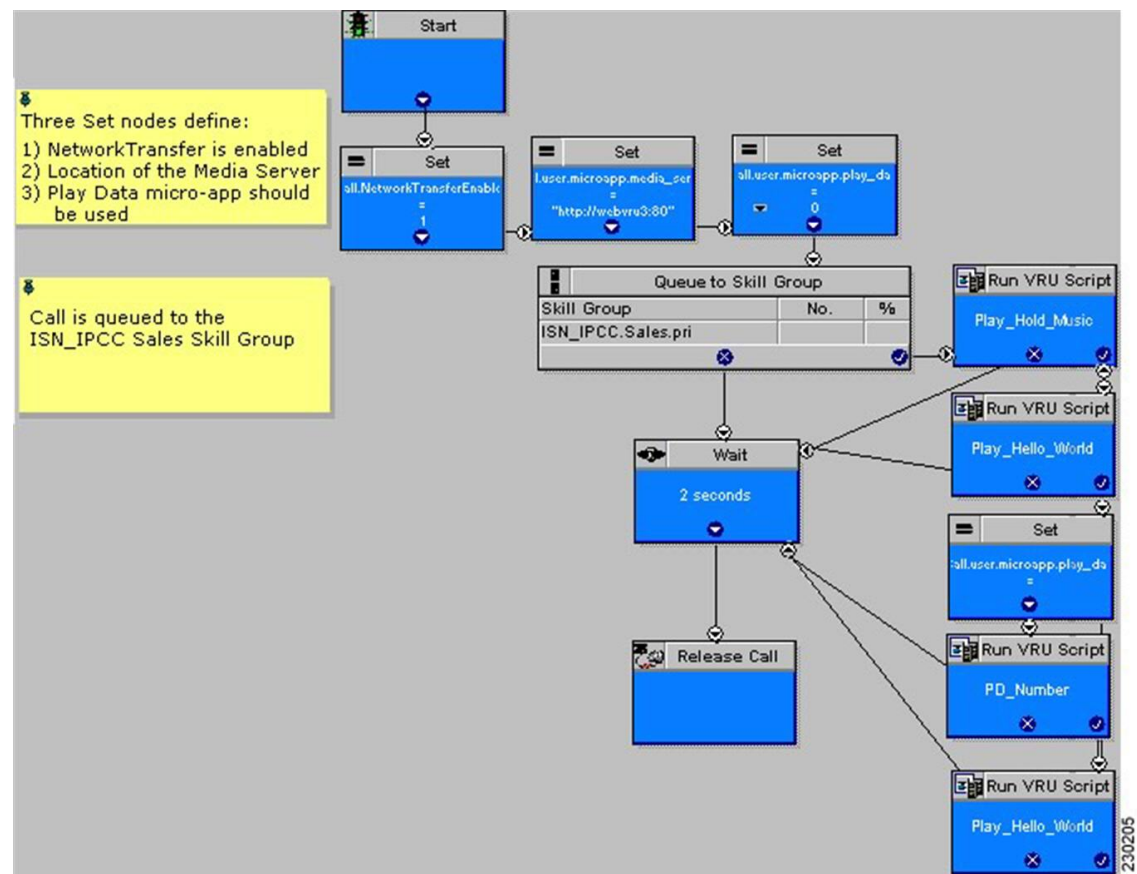 Start
Three Set nodes define:
1) NetworkTransfer is enabled
2) Location of the Media Server
3) Play Data micro-app should
be used
Set
all.NetworkTransferEnable
=
1
Set
l.user.microapp.media_ser
=
"http://webvru3:80"
Set
all.user.microapp.play_da
=
0
Call is queued to the
ISN_IPCC Sales Skill Group
Queue to Skill Group
Skill Group No. %
ISN_IPCC.Sales.pri
Run VRU Script
Play_Hold_Music
Run VRU Script
Play_Hello_World
Wait
2 seconds
Set
all.user.microapp.play_da
=
Run VRU Script
PD_Number
Release Call
Run VRU Script
Play_Hello_World
230205